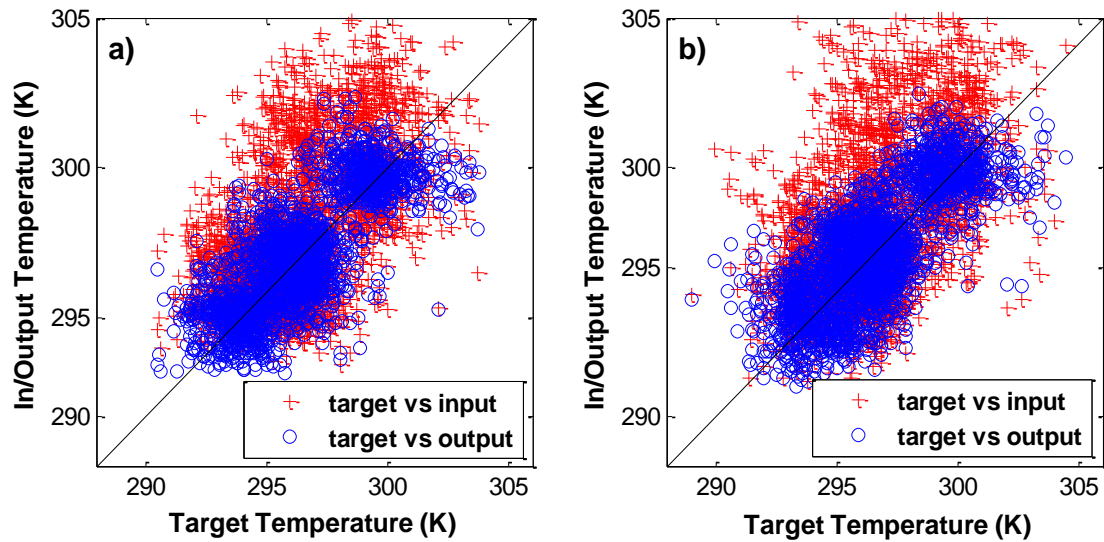 a)
In/Output Temperature (K)
305
300
295
290
target vs input
target vs output
290 295 300 305
Target Temperature (K)
b)
In/Output Temperature (K)
305
300
295
290
target vs input
target vs output
290 295 300 305
Target Temperature (K)